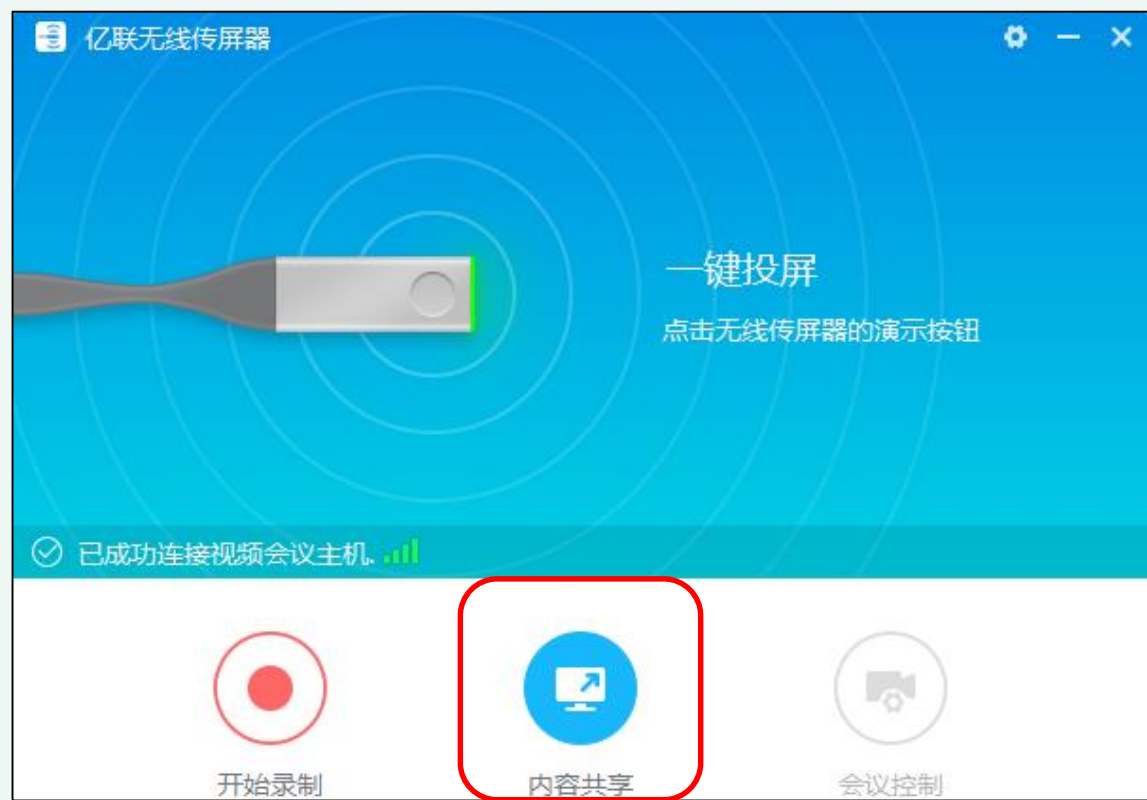 亿联无线传屏器
一键投屏
点击无线传屏器的演示按钮
已成功连接视频会议主机.
开始录制
内容共享
会议控制